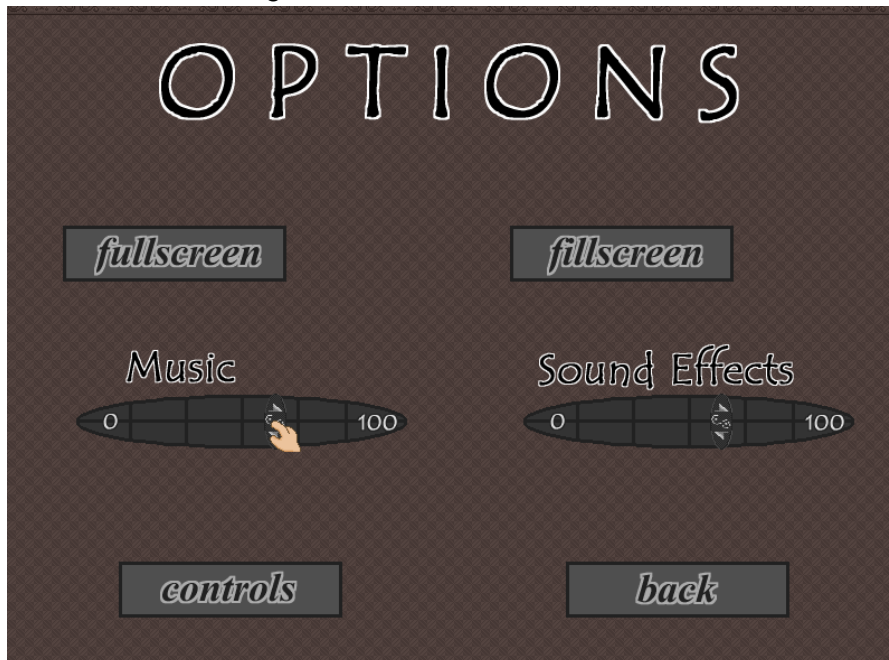 OPTIONS
fullscreen fillscreen
Music Sound Effects
0 100 0 100
controls back